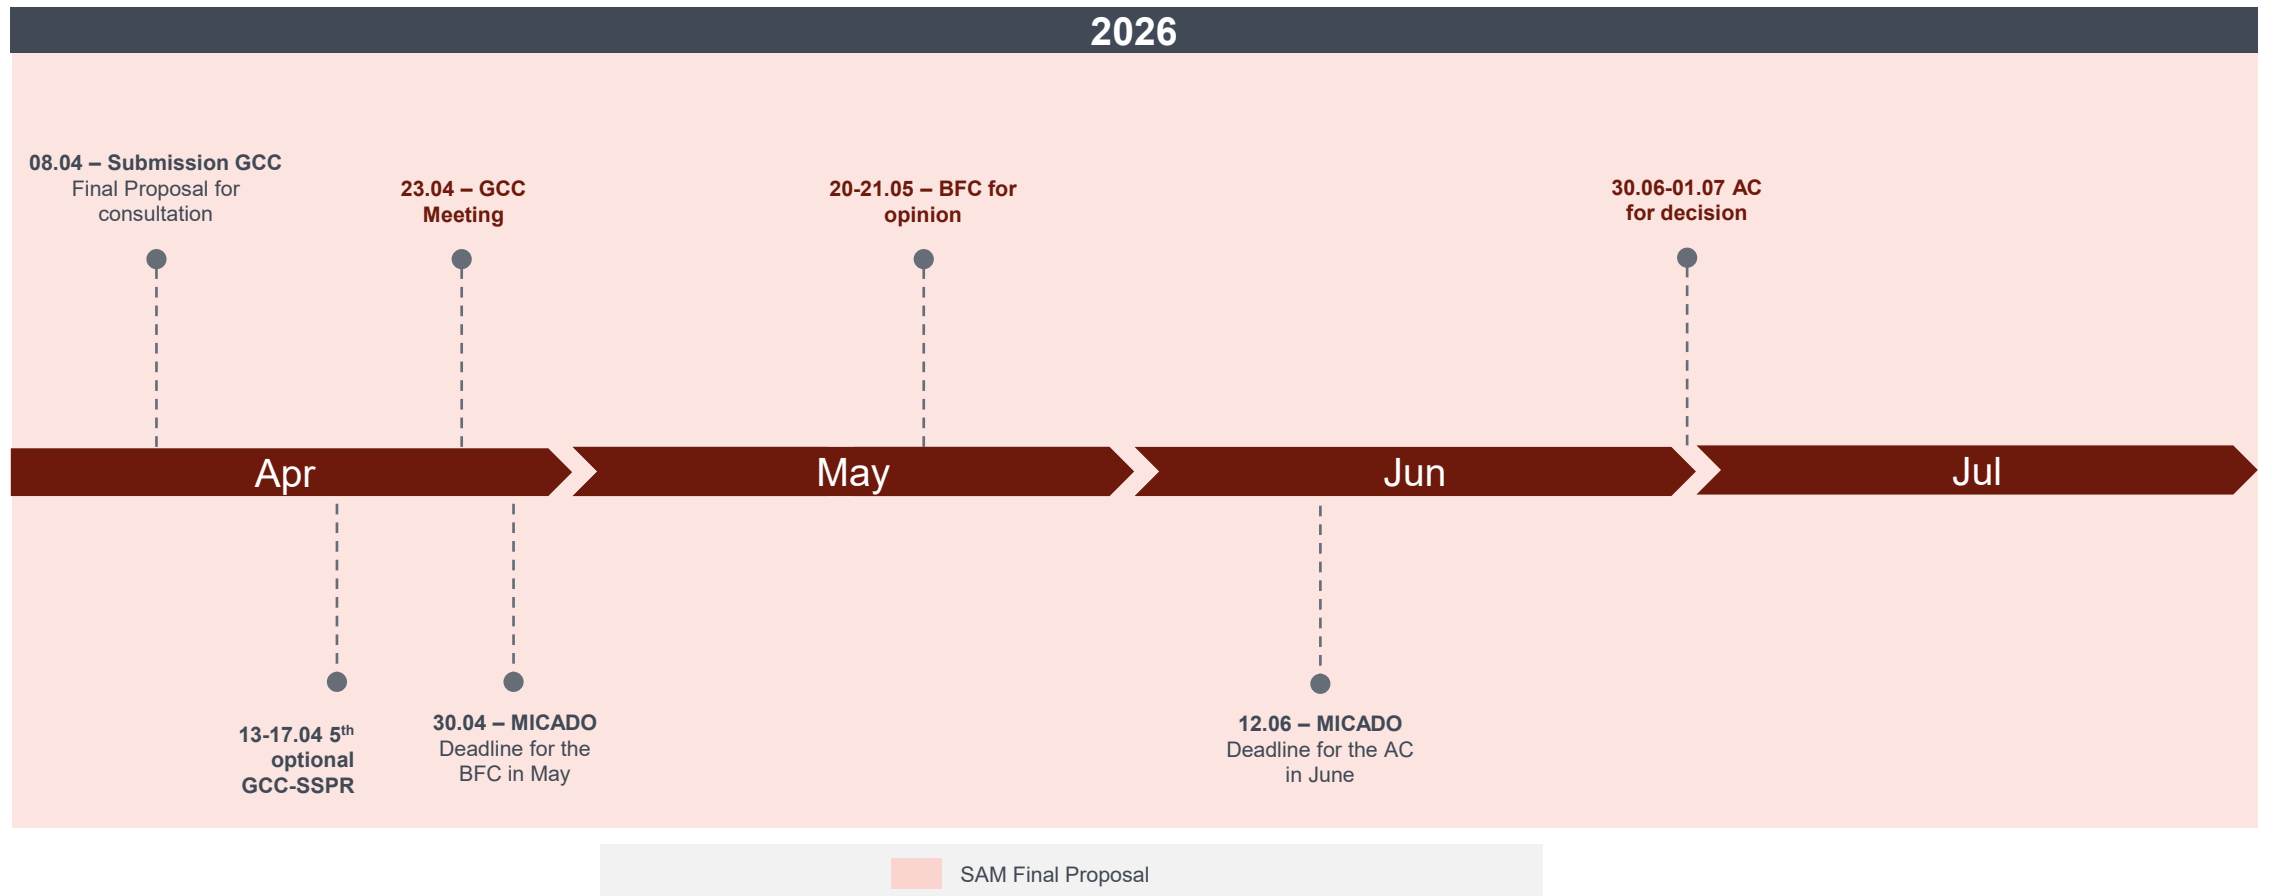 2026
08.04 – Submission GCC
Final Proposal for
consultation
23.04 – GCC
Meeting
20-21.05 – BFC for
opinion
30.06-01.07 AC
for decision
Apr
May
Jun
Jul
13-17.04 5th
optional
GCC-SSPR
30.04 – MICADO
Deadline for the
BFC in May
12.06 – MICADO
Deadline for the AC
in June
SAM Final Proposal